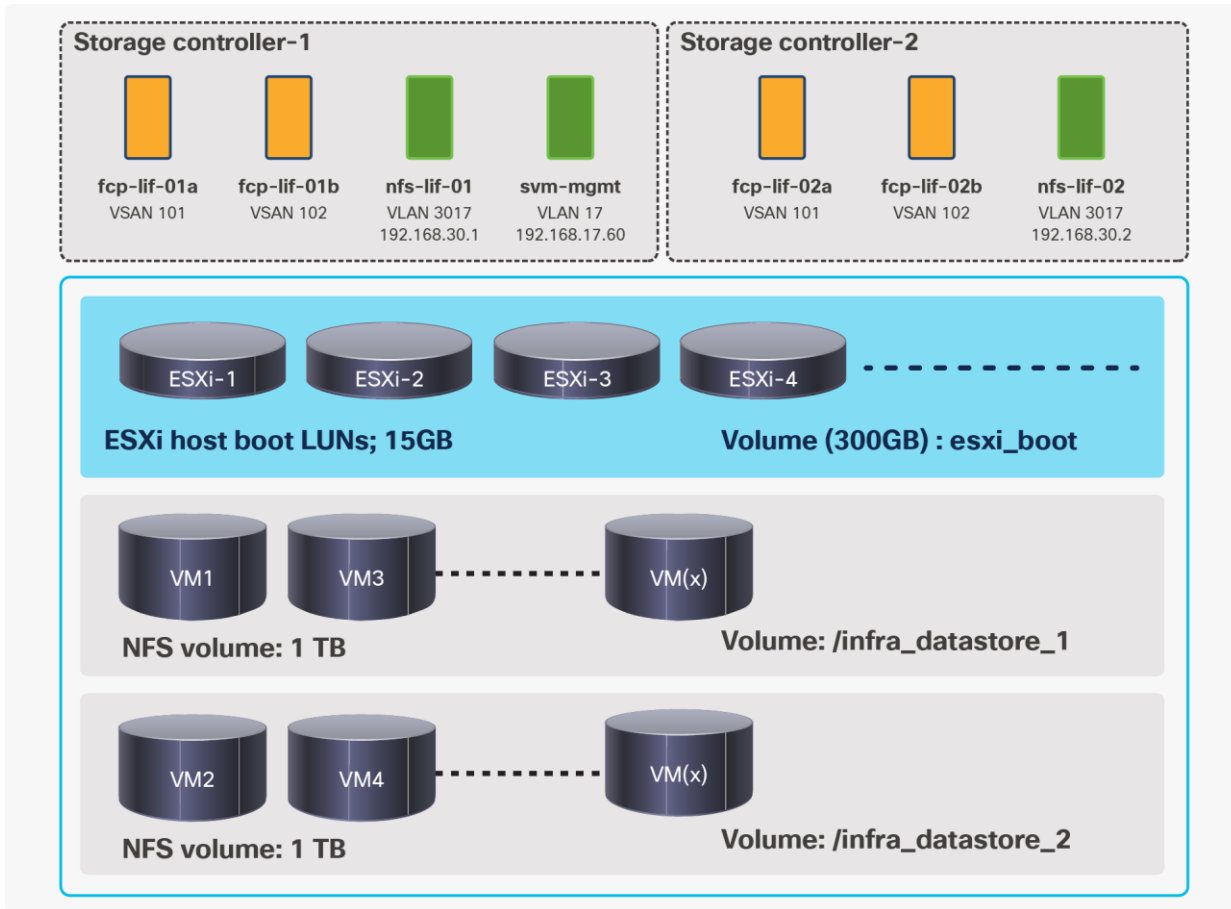 Storage controller-1
fcp-lif-01a
VSAN 101
fcp-lif-01b
VSAN 102
nfs-lif-01
VLAN 3017
192.168.30.1
svm-mgmt
VLAN 17
192.168.17.60
Storage controller-2
fcp-lif-02a
VSAN 101
fcp-lif-02b
VSAN 102
nfs-lif-02
VLAN 3017
192.168.30.2
ESXi-1
ESXi-2
ESXi-3
ESXi-4
ESXi host boot LUNs; 15GB
Volume (300GB) : esxi_boot
VM1
VM3
VM(x)
NFS volume: 1 TB
Volume: /infra_datastore_1
VM2
VM4
VM(x)
NFS volume: 1 TB
Volume: /infra_datastore_2